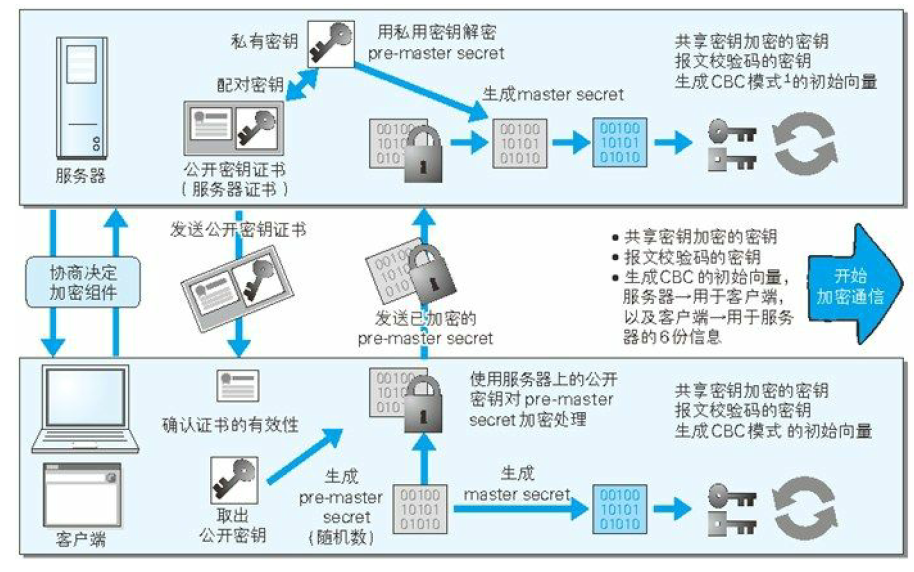 私有密钥
用私用密钥解密
pre-master secret
配对密钥
公开密钥证书
(服务器证书)
服务器
生成master secret
00100
10101
01010
00100
10101
01010
共享密钥加密的密钥
报文校验码的密钥
生成CBC模式1的初始向量
协商决定
加密组件
发送公开密钥证书
发送已加密的
pre-master secret
• 共享密钥加密的密钥
• 报文校验码的密钥
• 生成CBC的初始向量,
服务器→用于客户端,
以及客户端→用于服务
器的6份信息
开始
加密通信
客户端
确认证书的有效性
取出
公开密钥
使用服务器上的公开
密钥对pre-master
secret加密处理
生成
pre-master
secret
(随机数)
00100
10101
01010
生成
master secret
00100
10101
01010
共享密钥加密的密钥
报文校验码的密钥
生成CBC模式 的初始向量